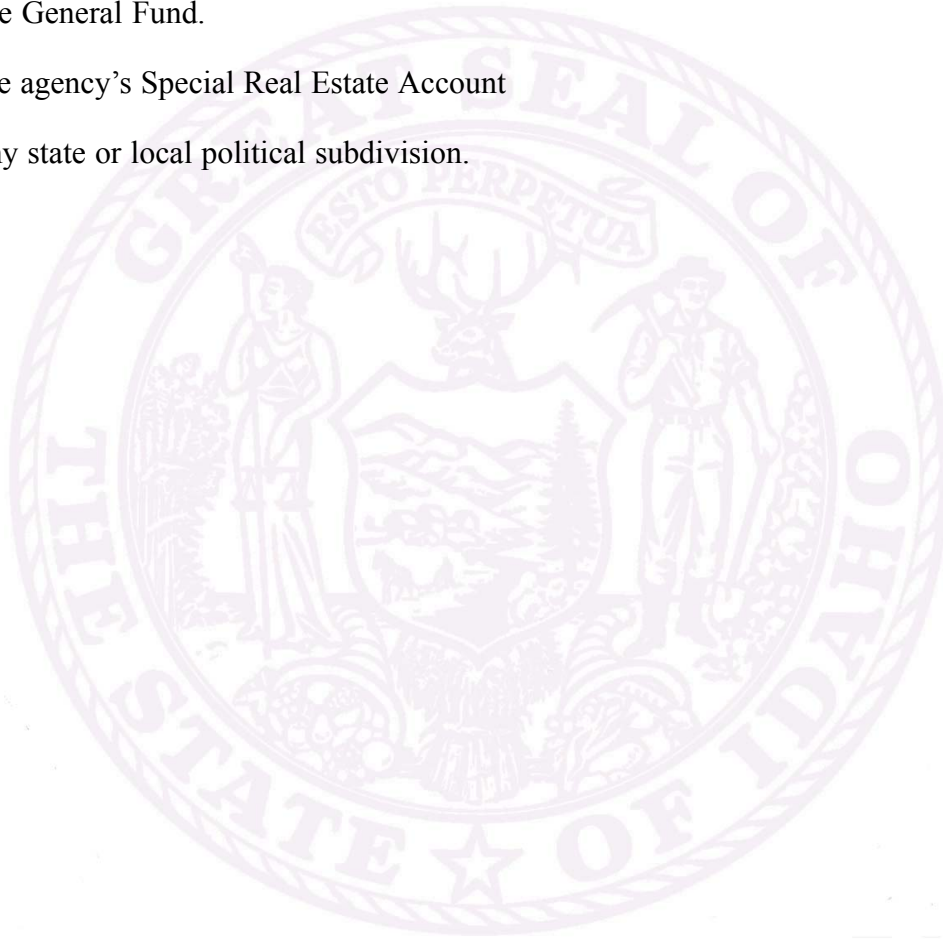 e General Fund.
e agency’s Special Real Estate Account
y state or local political subdivision.
GREAT SEAL OF
ESTO PERPETUA
THE STATE OF IDAHO